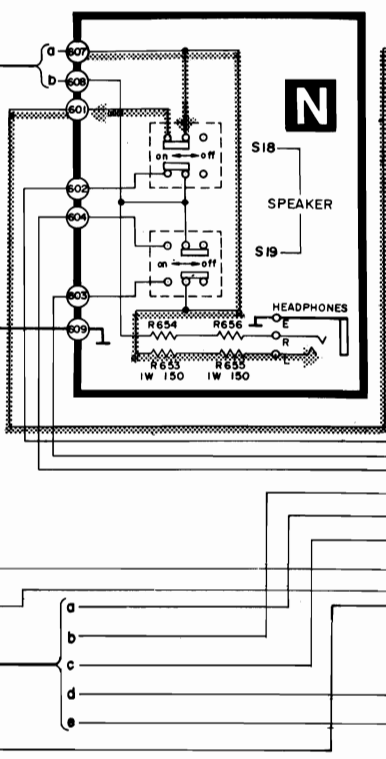 a 607
b 608
601
N
on off
S18
602
SPEAKER
604
S19
on off
603
HEADPHONES
609
R654 R656 E
R
R653 R655 L
1W 150 1W 150
a
b
c
d
e